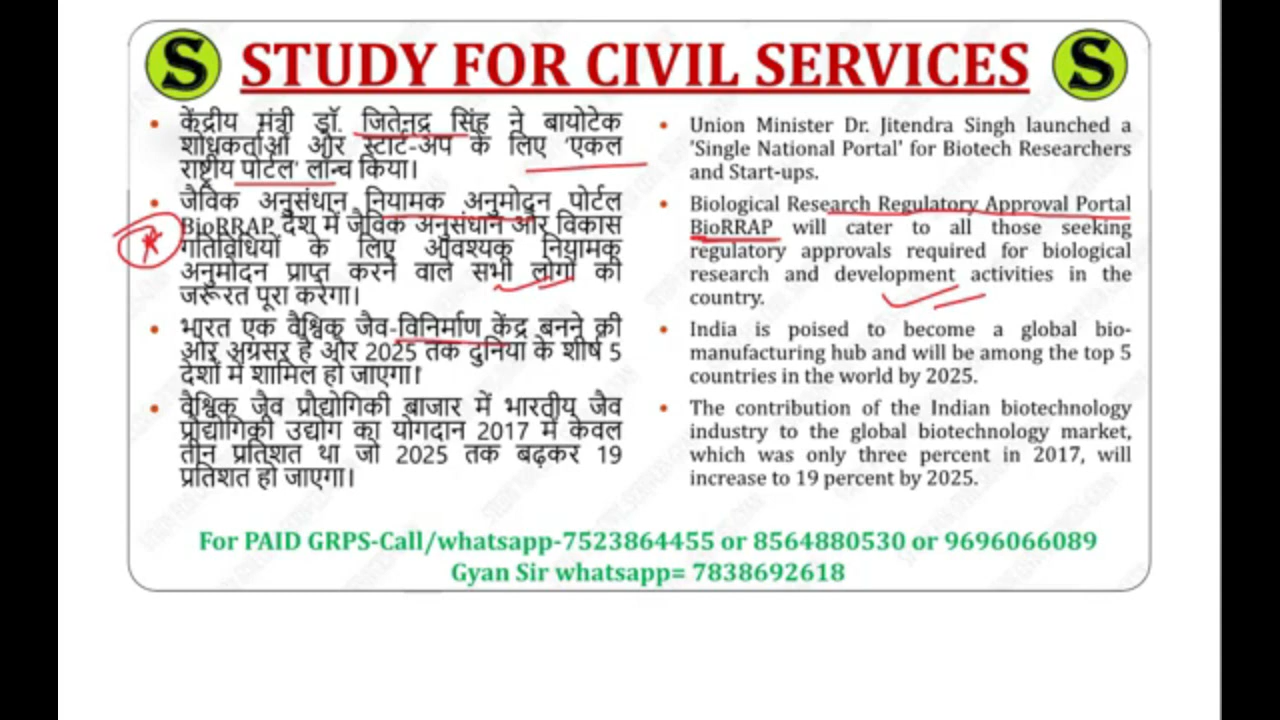 S STUDY FOR CIVIL SERVICES S
केंद्रीय मंत्री डॉ. जितेन्द्र सिंह ने बायोटेक
शोधकर्ताओं और स्टार्ट-अप के लिए 'एकल
राष्ट्रीय पोर्टल' लॉन्च किया।
जैविक अनुसंधान नियामक अनुमोदन पोर्टल
BioRRAP देश में जैविक अनुसंधान और विकास
गतिविधियों के लिए आवश्यक नियामक
अनुमोदन प्राप्त करने वाले सभी लोगों की
जरूरत पूरा करेगा।
भारत एक वैश्विक जैव-विनिर्माण केंद्र बनने की
ओर अग्रसर है और 2025 तक दुनिया के शीर्ष 5
देशों में शामिल हो जाएगा।
वैश्विक जैव प्रौद्योगिकी बाजार में भारतीय जैव
प्रौद्योगिकी उद्योग का योगदान 2017 में केवल
तीन प्रतिशत था जो 2025 तक बढ़कर 19
प्रतिशत हो जाएगा।
Union Minister Dr. Jitendra Singh launched a
'Single National Portal' for Biotech Researchers
and Start-ups.
Biological Research Regulatory Approval Portal
BioRRAP will cater to all those seeking
regulatory approvals required for biological
research and development activities in the
country.
India is poised to become a global bio-
manufacturing hub and will be among the top 5
countries in the world by 2025.
The contribution of the Indian biotechnology
industry to the global biotechnology market,
which was only three percent in 2017, will
increase to 19 percent by 2025.
For PAID GRPS-Call/whatsapp-7523864455 or 8564880530 or 9696066089
Gyan Sir whatsapp= 7838692618